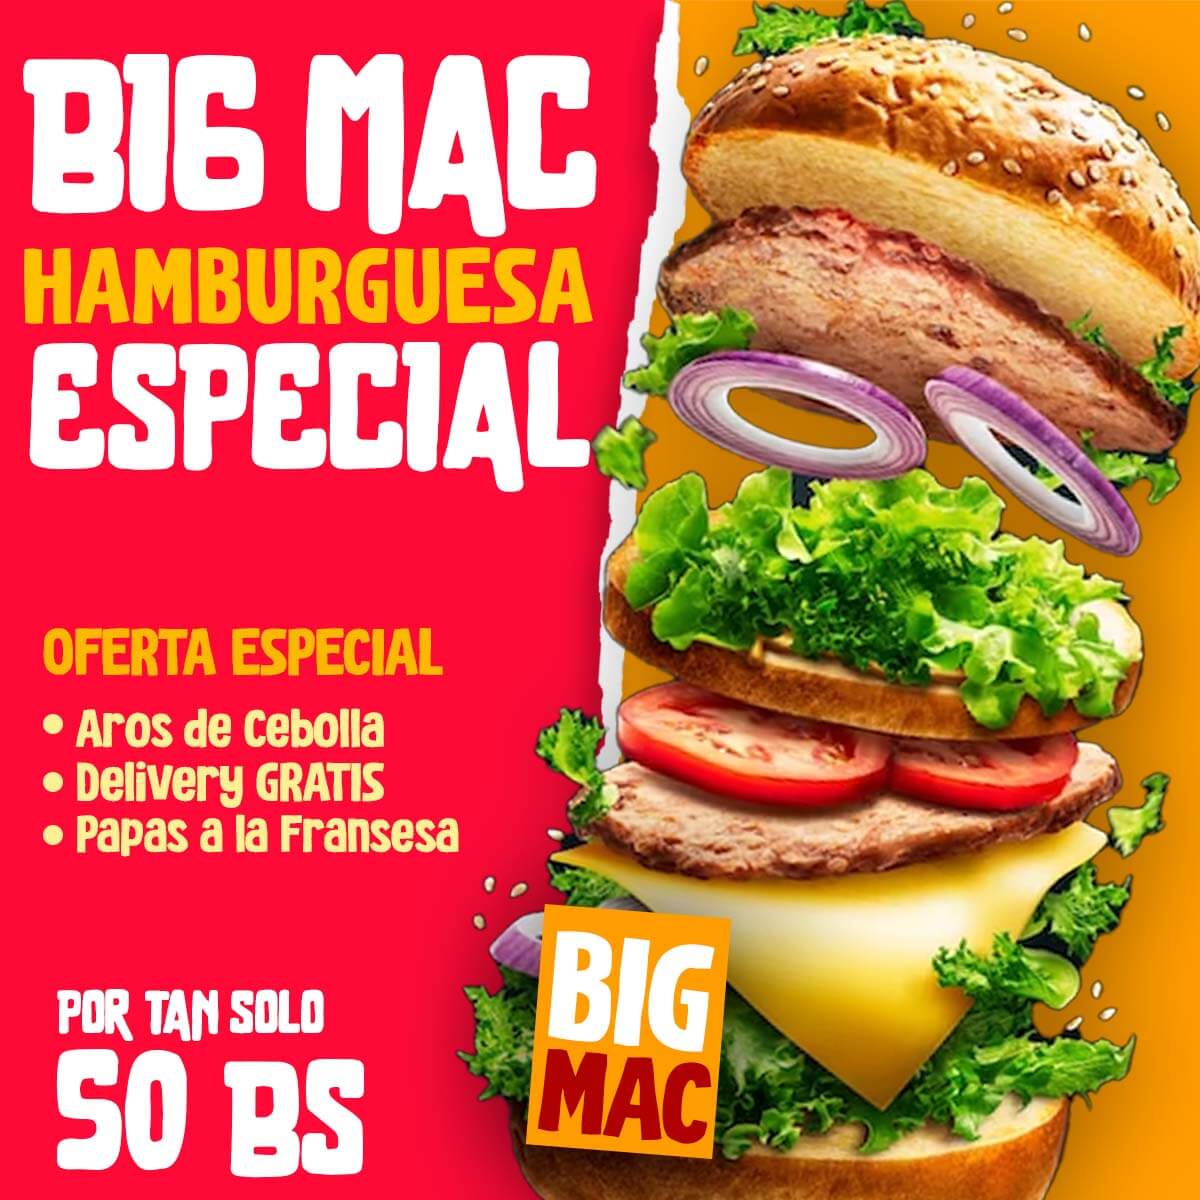 BIG MAC
HAMBURGUESA
ESPECIAL
OFERTA ESPECIAL
• Aros de Cebolla
• Delivery GRATIS
• Papas a la Fransesa
POR TAN SOLO
50 BS
BIG
MAC